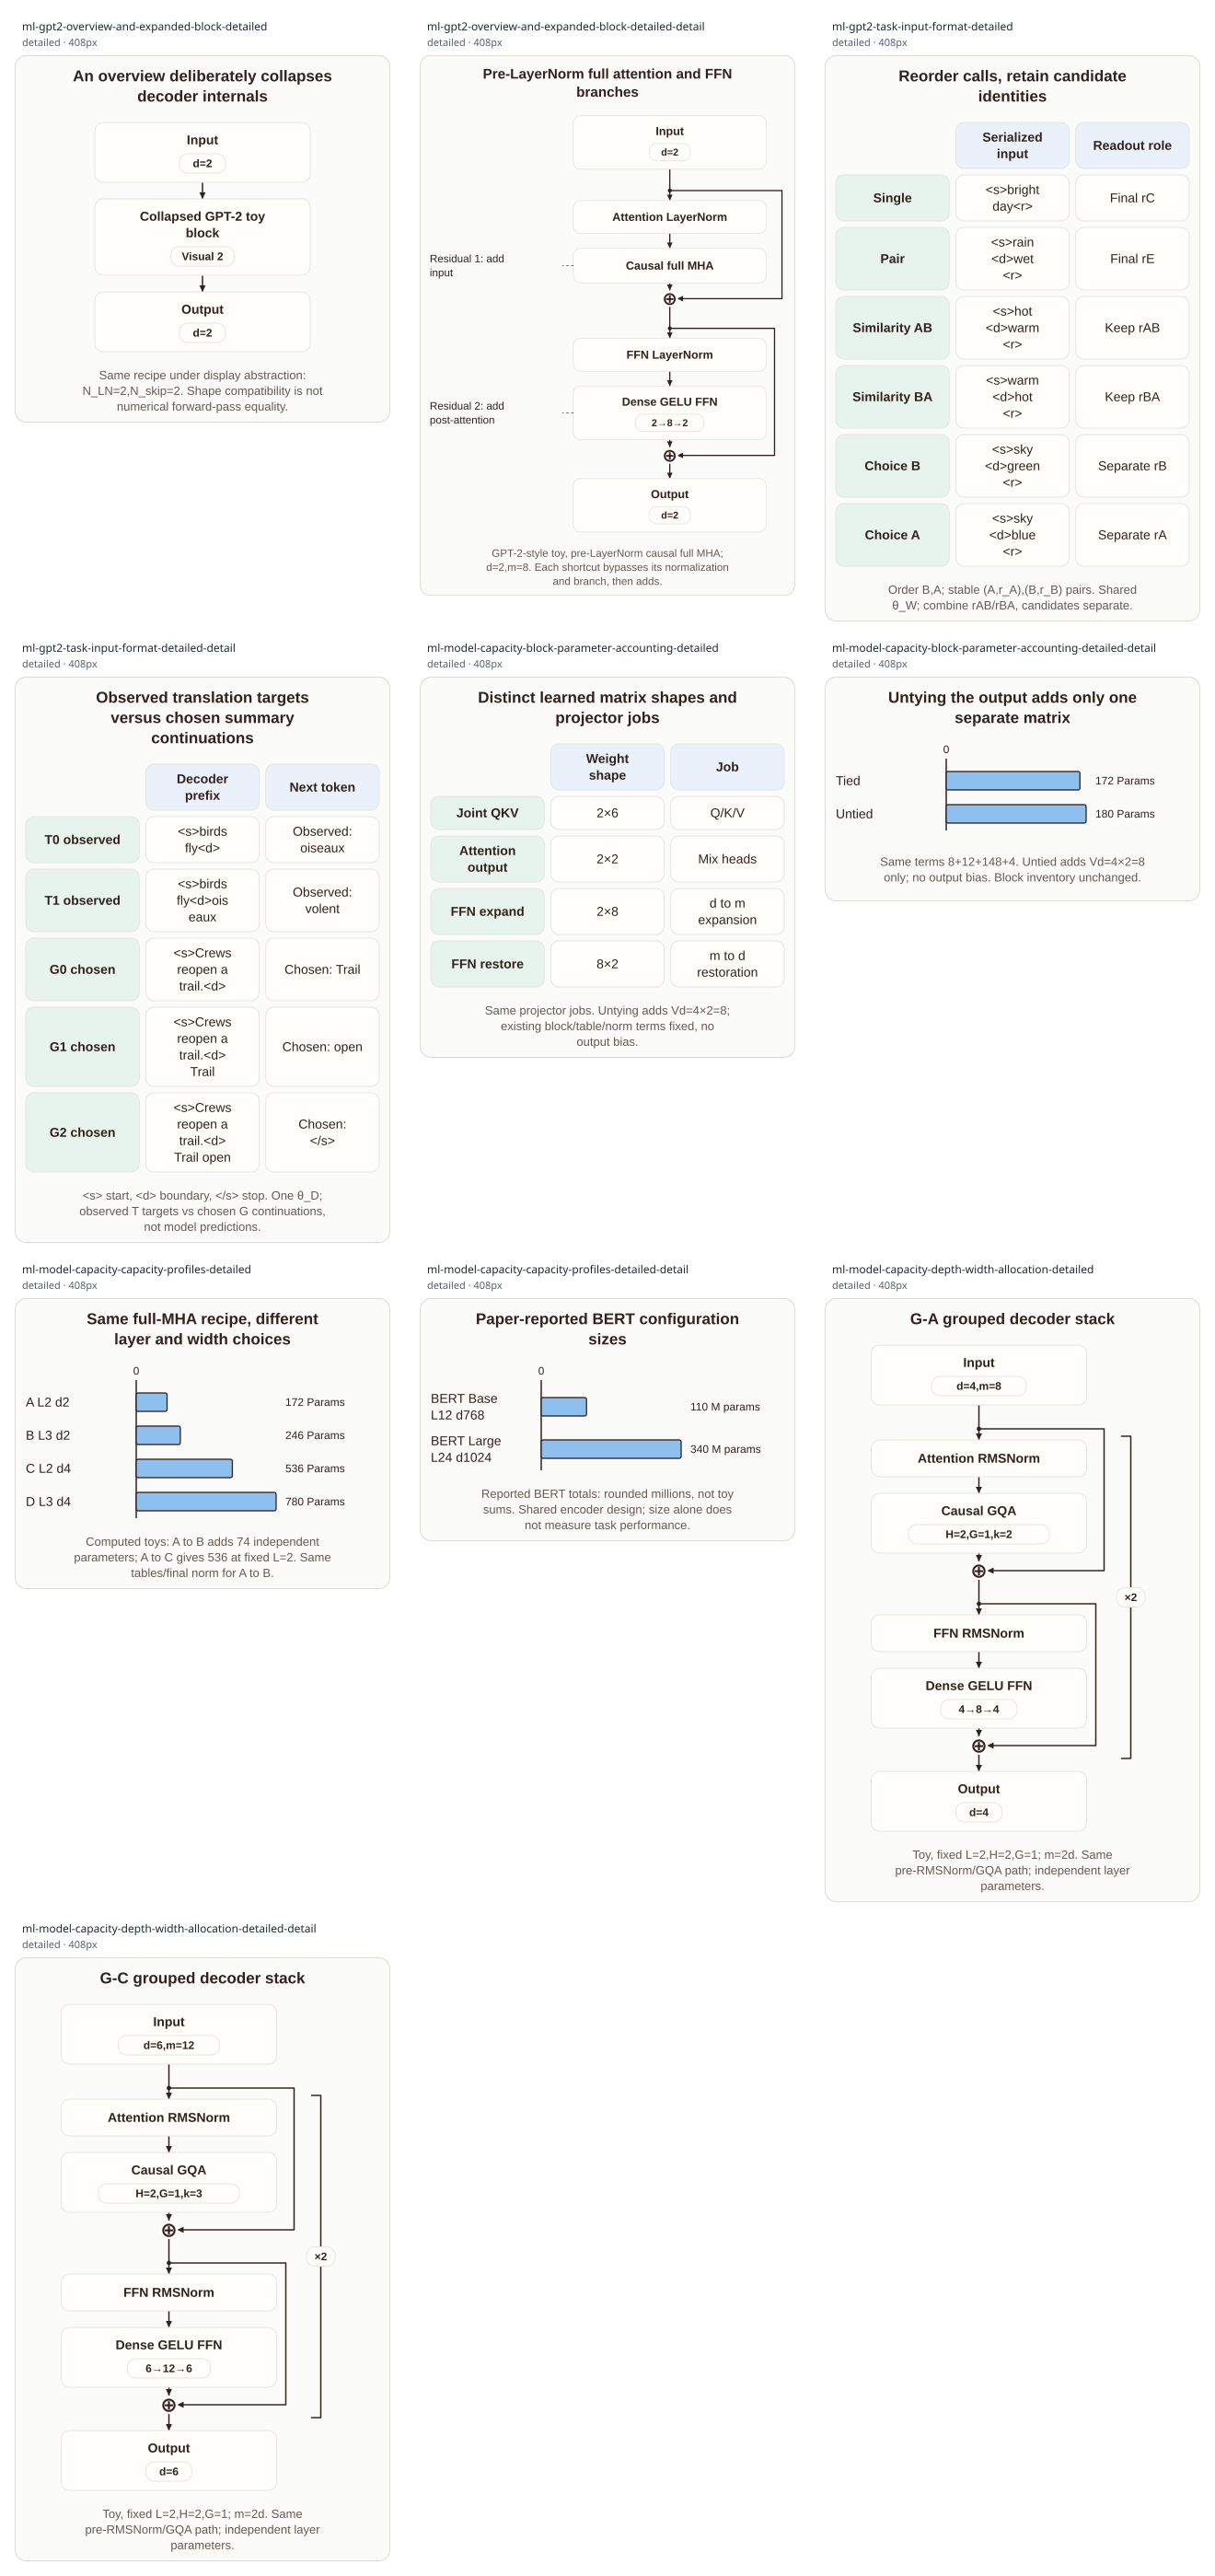 ml-gpt2-overview-and-expanded-block-detailed
detailed · 408px
An overview deliberately collapses
decoder internals
Input
d=2
Collapsed GPT-2 toy
block
Visual 2
Output
d=2
Same recipe under display abstraction:
N_LN=2,N_skip=2. Shape compatibility is not
numerical forward-pass equality.
ml-gpt2-overview-and-expanded-block-detailed-detail
detailed · 408px
Pre-LayerNorm full attention and FFN
branches
Input
d=2
Attention LayerNorm
Residual 1: add
input
Causal full MHA
FFN LayerNorm
Residual 2: add
post-attention
Dense GELU FFN
2→8→2
Output
d=2
GPT-2-style toy, pre-LayerNorm causal full MHA;
d=2,m=8. Each shortcut bypasses its normalization
and branch, then adds.
ml-gpt2-task-input-format-detailed
detailed · 408px
Reorder calls, retain candidate
identities
Serialized
input
Readout role
Single
<s>bright
day<r>
Final rC
Pair
<s>rain
<d>wet
<r>
Final rE
Similarity AB
<s>hot
<d>warm
<r>
Keep rAB
Similarity BA
<s>warm
<d>hot
<r>
Keep rBA
Choice B
<s>sky
<d>green
<r>
Separate rB
Choice A
<s>sky
<d>blue
<r>
Separate rA
Order B,A; stable (A,r_A),(B,r_B) pairs. Shared
θ_W; combine rAB/rBA, candidates separate.
ml-gpt2-task-input-format-detailed-detail
detailed · 408px
Observed translation targets
versus chosen summary
continuations
Decoder
prefix
Next token
T0 observed
<s>birds
fly<d>
Observed:
oiseaux
T1 observed
<s>birds
fly<d>ois
eaux
Observed:
volent
G0 chosen
<s>Crews
reopen a
trail.<d>
Chosen: Trail
G1 chosen
<s>Crews
reopen a
trail.<d>
Trail
Chosen: open
G2 chosen
<s>Crews
reopen a
trail.<d>
Trail open
Chosen:
</s>
<s> start, <d> boundary, </s> stop. One θ_D;
observed T targets vs chosen G continuations,
not model predictions.
ml-model-capacity-block-parameter-accounting-detailed
detailed · 408px
Distinct learned matrix shapes and
projector jobs
Weight
shape
Job
Joint QKV
2×6
Q/K/V
Attention
output
2×2
Mix heads
FFN expand
2×8
d to m
expansion
FFN restore
8×2
m to d
restoration
Same projector jobs. Untying adds Vd=4×2=8;
existing block/table/norm terms fixed, no
output bias.
ml-model-capacity-block-parameter-accounting-detailed-detail
detailed · 408px
Untying the output adds only one
separate matrix
0
Tied
172 Params
Untied
180 Params
Same terms 8+12+148+4. Untied adds Vd=4×2=8
only; no output bias. Block inventory unchanged.
ml-model-capacity-capacity-profiles-detailed
detailed · 408px
Same full-MHA recipe, different
layer and width choices
0
A L2 d2
172 Params
B L3 d2
246 Params
C L2 d4
536 Params
D L3 d4
780 Params
Computed toys: A to B adds 74 independent
parameters; A to C gives 536 at fixed L=2. Same
tables/final norm for A to B.
ml-model-capacity-capacity-profiles-detailed-detail
detailed · 408px
Paper-reported BERT configuration
sizes
0
BERT Base
L12 d768
110 M params
BERT Large
L24 d1024
340 M params
Reported BERT totals: rounded millions, not toy
sums. Shared encoder design; size alone does
not measure task performance.
ml-model-capacity-depth-width-allocation-detailed
detailed · 408px
G-A grouped decoder stack
Input
d=4,m=8
Attention RMSNorm
Causal GQA
H=2,G=1,k=2
×2
FFN RMSNorm
Dense GELU FFN
4→8→4
Output
d=4
Toy, fixed L=2,H=2,G=1; m=2d. Same
pre-RMSNorm/GQA path; independent layer
parameters.
ml-model-capacity-depth-width-allocation-detailed-detail
detailed · 408px
G-C grouped decoder stack
Input
d=6,m=12
Attention RMSNorm
Causal GQA
H=2,G=1,k=3
×2
FFN RMSNorm
Dense GELU FFN
6→12→6
Output
d=6
Toy, fixed L=2,H=2,G=1; m=2d. Same
pre-RMSNorm/GQA path; independent layer
parameters.